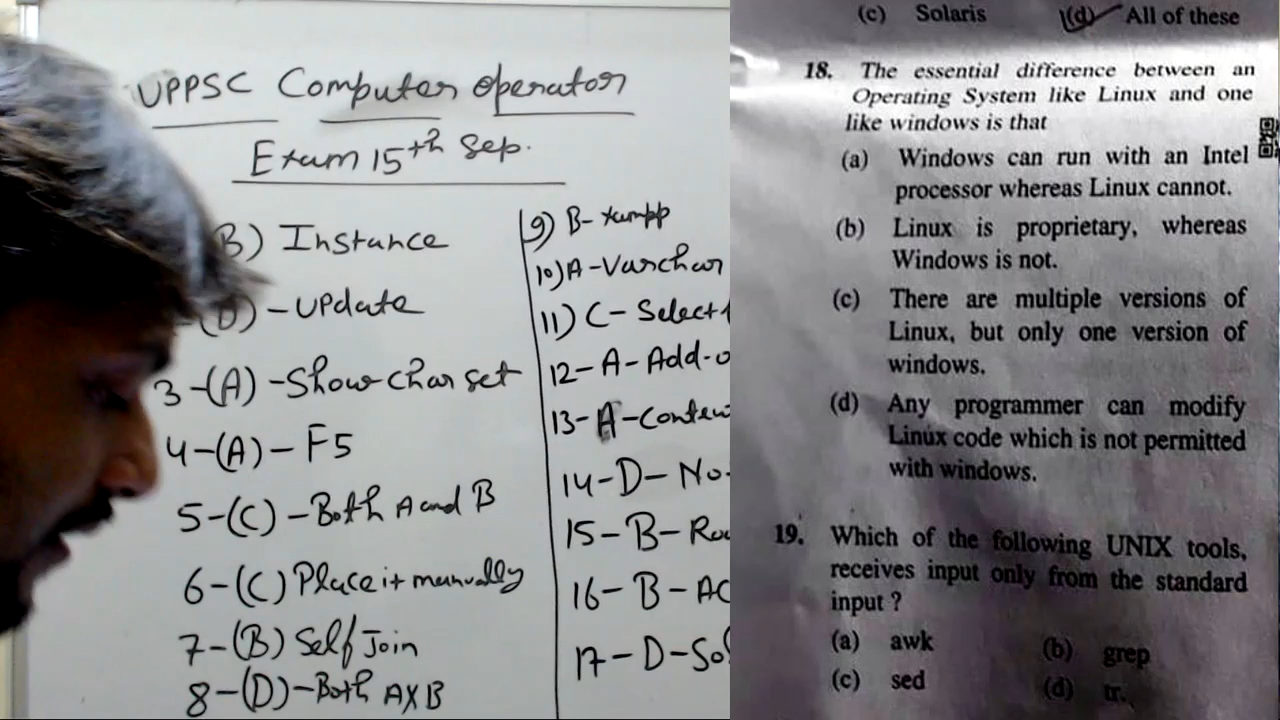 UPPSC Computer operator
Exam 15th Sep.
B) Instance
(D) - UPdate
3-(A) - Show char set
4-(A) - F5
5-(C) - Both A and B
6-(C) Place it manually
7-(B) Self Join
8-(D) - Both AXB
9) B- xampp
10) A - Varchar
11) C - Select
12- A - Add-o
13- A - Conten
14- D - No
15- B - Rou
16- B - AC
17- D - So
(c) Solaris (d) All of these
18. The essential difference between an
Operating System like Linux and one
like windows is that
(a) Windows can run with an Intel
processor whereas Linux cannot.
(b) Linux is proprietary, whereas
Windows is not.
(c) There are multiple versions of
Linux, but only one version of
windows.
(d) Any programmer can modify
Linux code which is not permitted
with windows.
19. Which of the following UNIX tools,
receives input only from the standard
input ?
(a) awk (b) grep
(c) sed (d) tr.